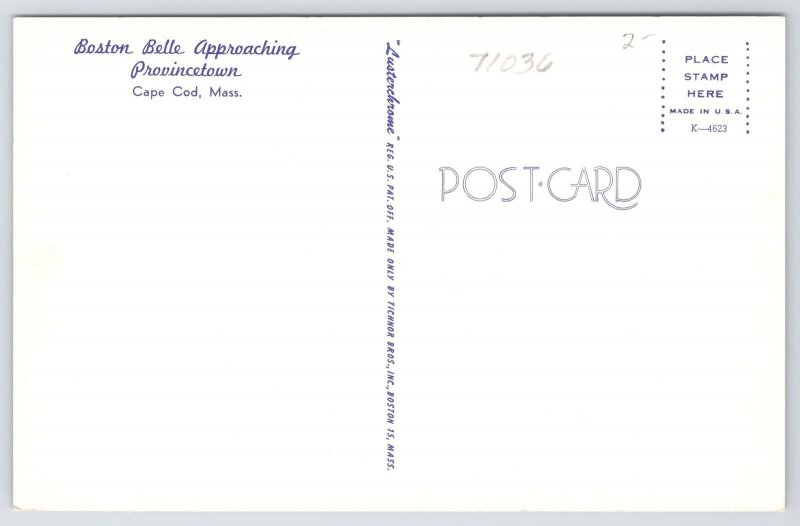 Boston Belle Approaching
Provincetown
Cape Cod, Mass.
"Lusterchrome" REG. U.S. PAT. OFF. MADE ONLY BY TICHNOR BROS., INC., BOSTON 15, MASS.
71036
2-
PLACE
STAMP
HERE
MADE IN U.S.A.
K—4623
POST·CARD